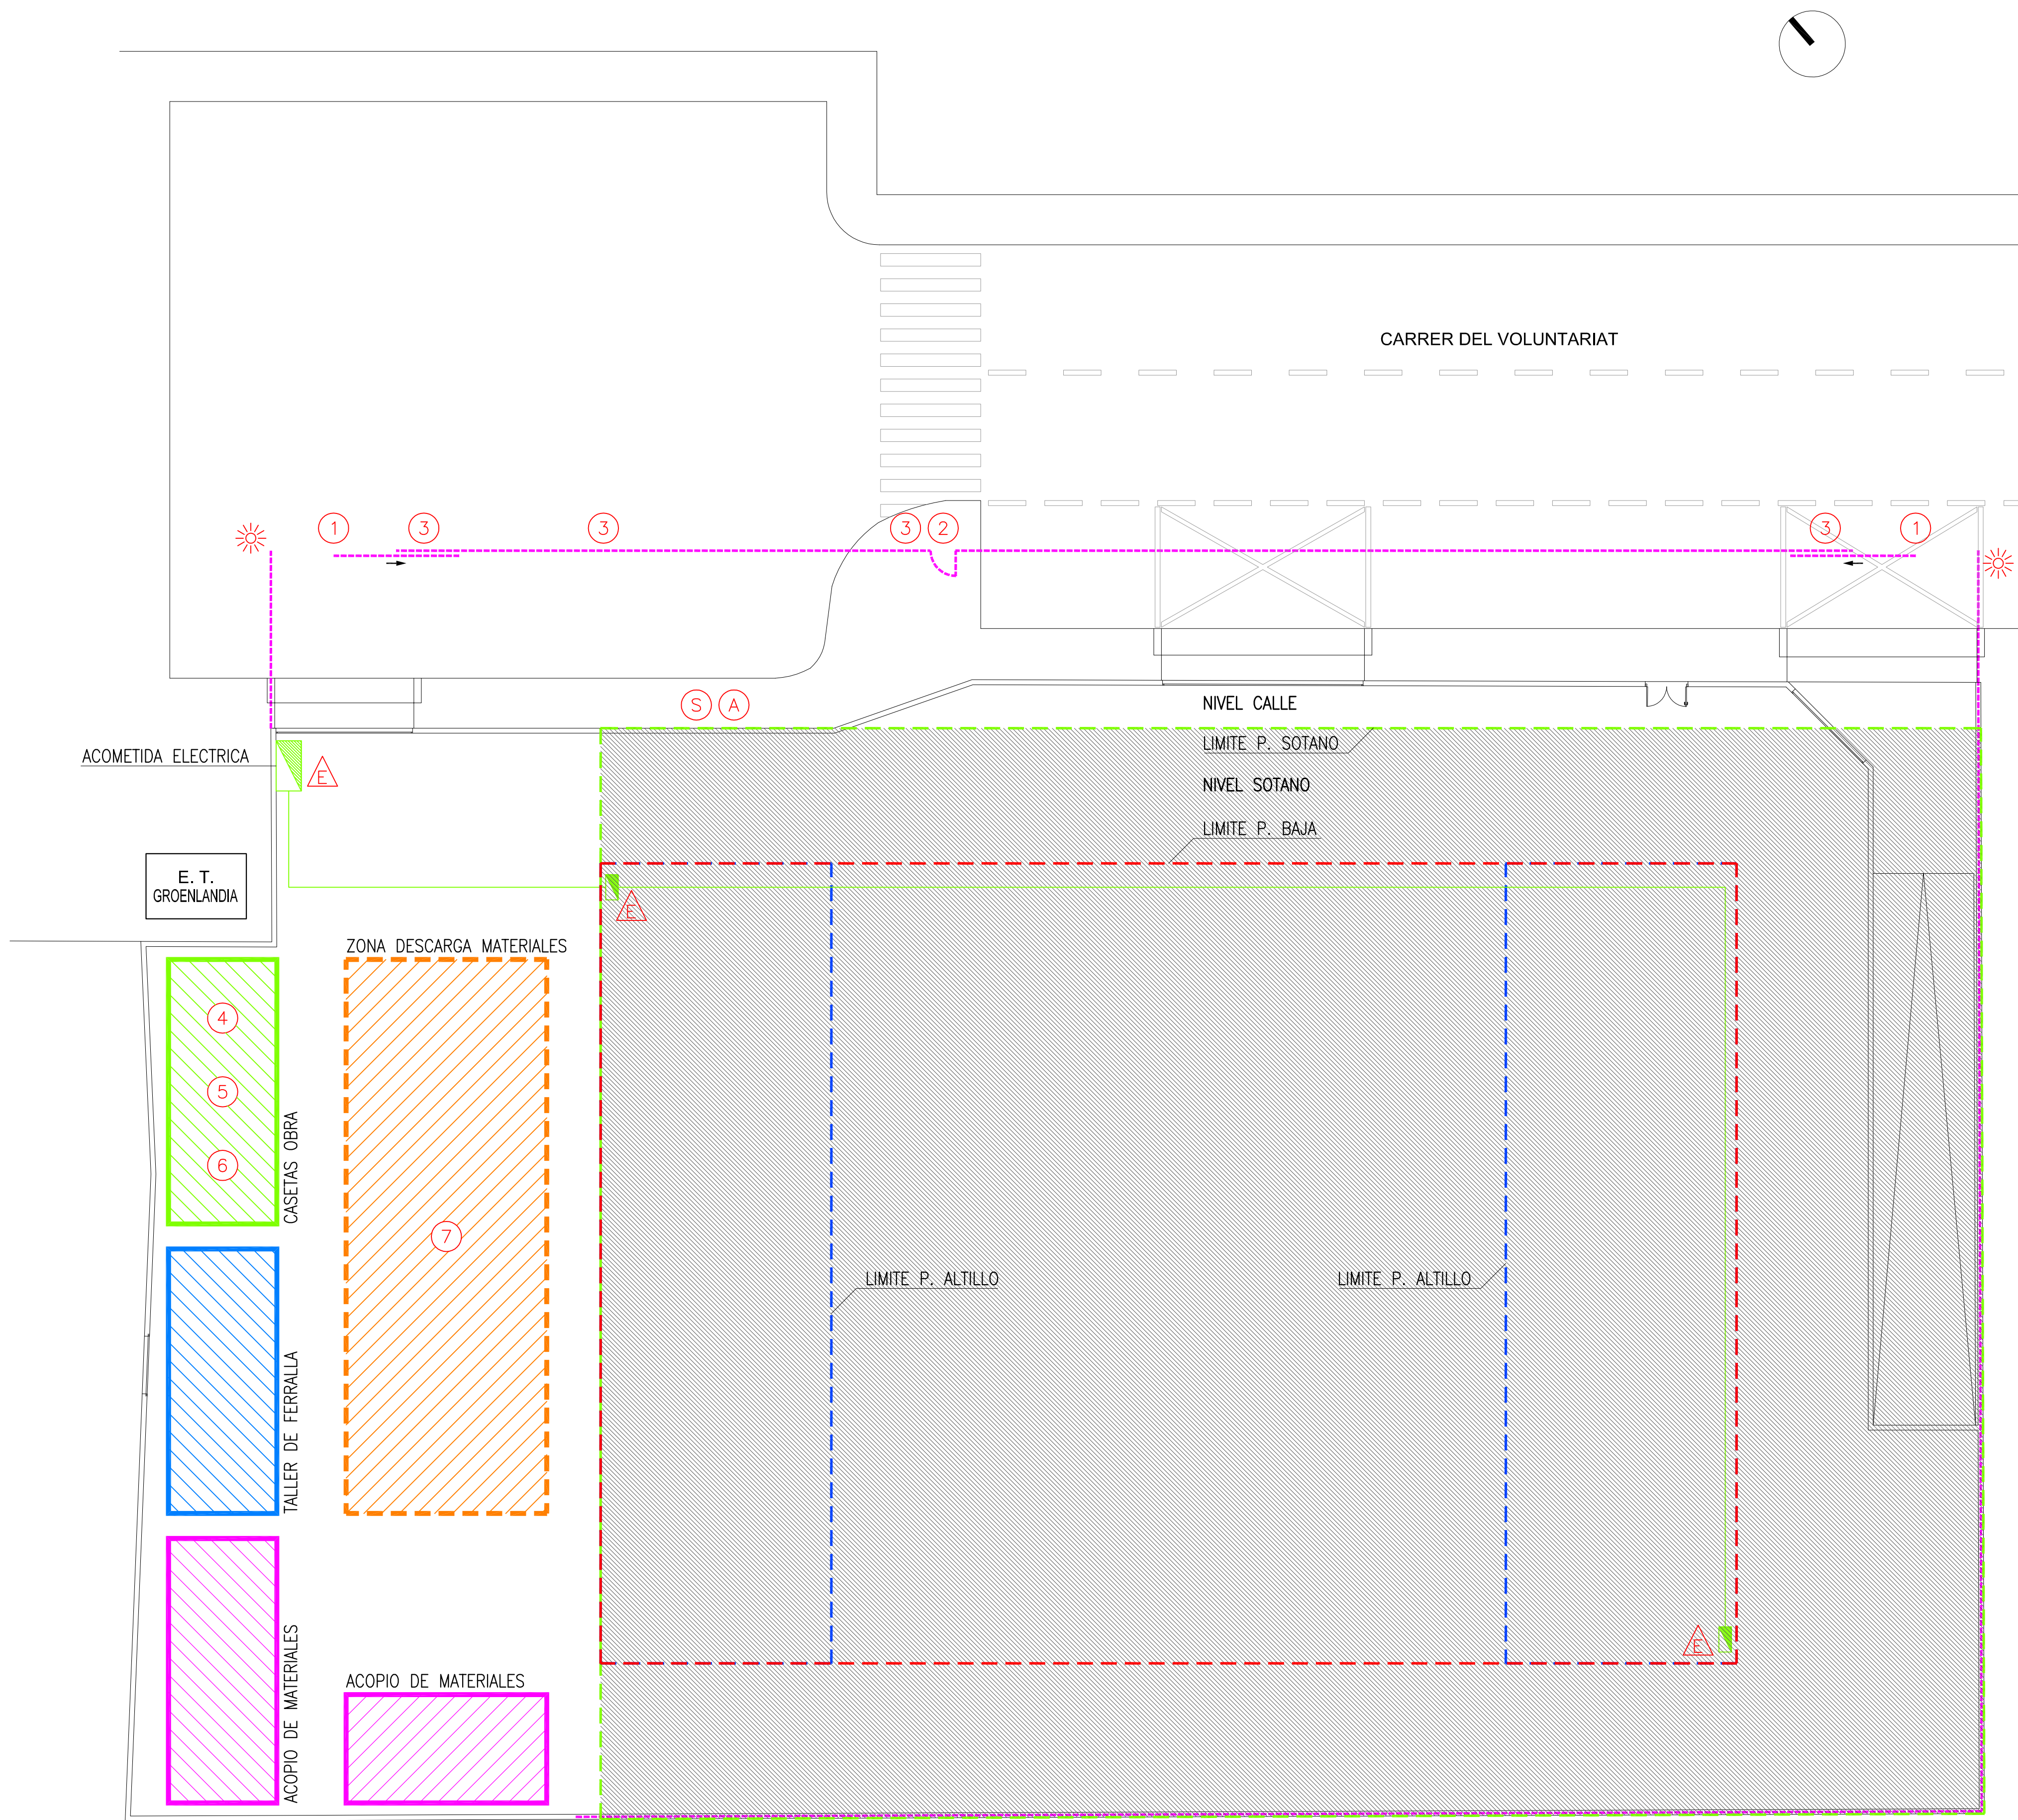 CARRER DEL VOLUNTARIAT
1
3
3
3
2
3
1
S
A
NIVEL CALLE
LIMITE P. SOTANO
ACOMETIDA ELECTRICA
E
NIVEL SOTANO
LIMITE P. BAJA
E. T.
GROENLANDIA
E
ZONA DESCARGA MATERIALES
4
5
6
CASETAS OBRA
7
LIMITE P. ALTILLO
LIMITE P. ALTILLO
TALLER DE FERRALLA
E
ACOPIO DE MATERIALES
ACOPIO DE MATERIALES